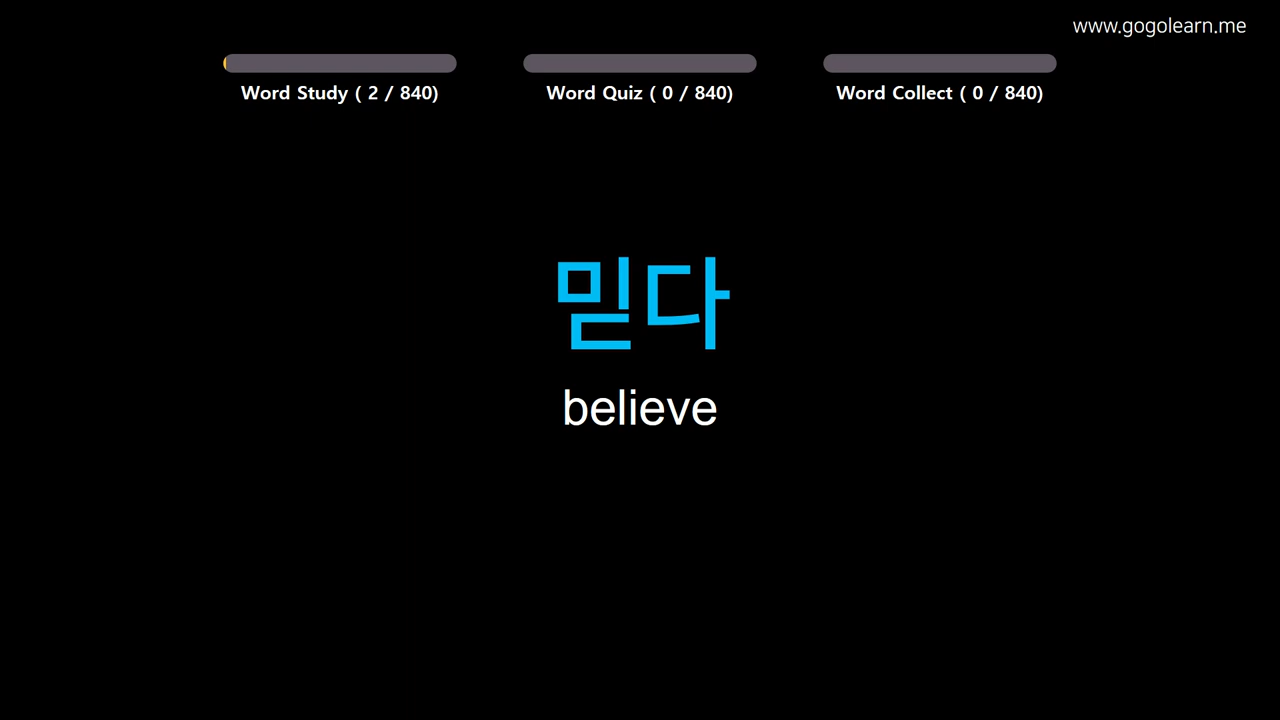 www.gogolearn.me
Word Study ( 2 / 840)
Word Quiz ( 0 / 840)
Word Collect ( 0 / 840)
믿다
believe